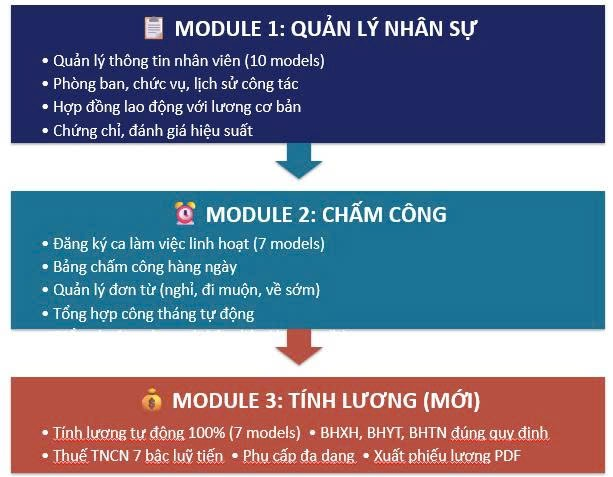 MODULE 1: QUẢN LÝ NHÂN SỰ
• Quản lý thông tin nhân viên (10 models)
• Phòng ban, chức vụ, lịch sử công tác
• Hợp đồng lao động với lương cơ bản
• Chứng chỉ, đánh giá hiệu suất
MODULE 2: CHẤM CÔNG
• Đăng ký ca làm việc linh hoạt (7 models)
• Bảng chấm công hàng ngày
• Quản lý đơn từ (nghỉ, đi muộn, về sớm)
• Tổng hợp công tháng tự động
MODULE 3: TÍNH LƯƠNG (MỚI)
• Tính lương tự động 100% (7 models) • BHXH, BHYT, BHTN đúng quy định
• Thuế TNCN 7 bậc luỹ tiến • Phụ cấp đa dạng • Xuất phiếu lương PDF